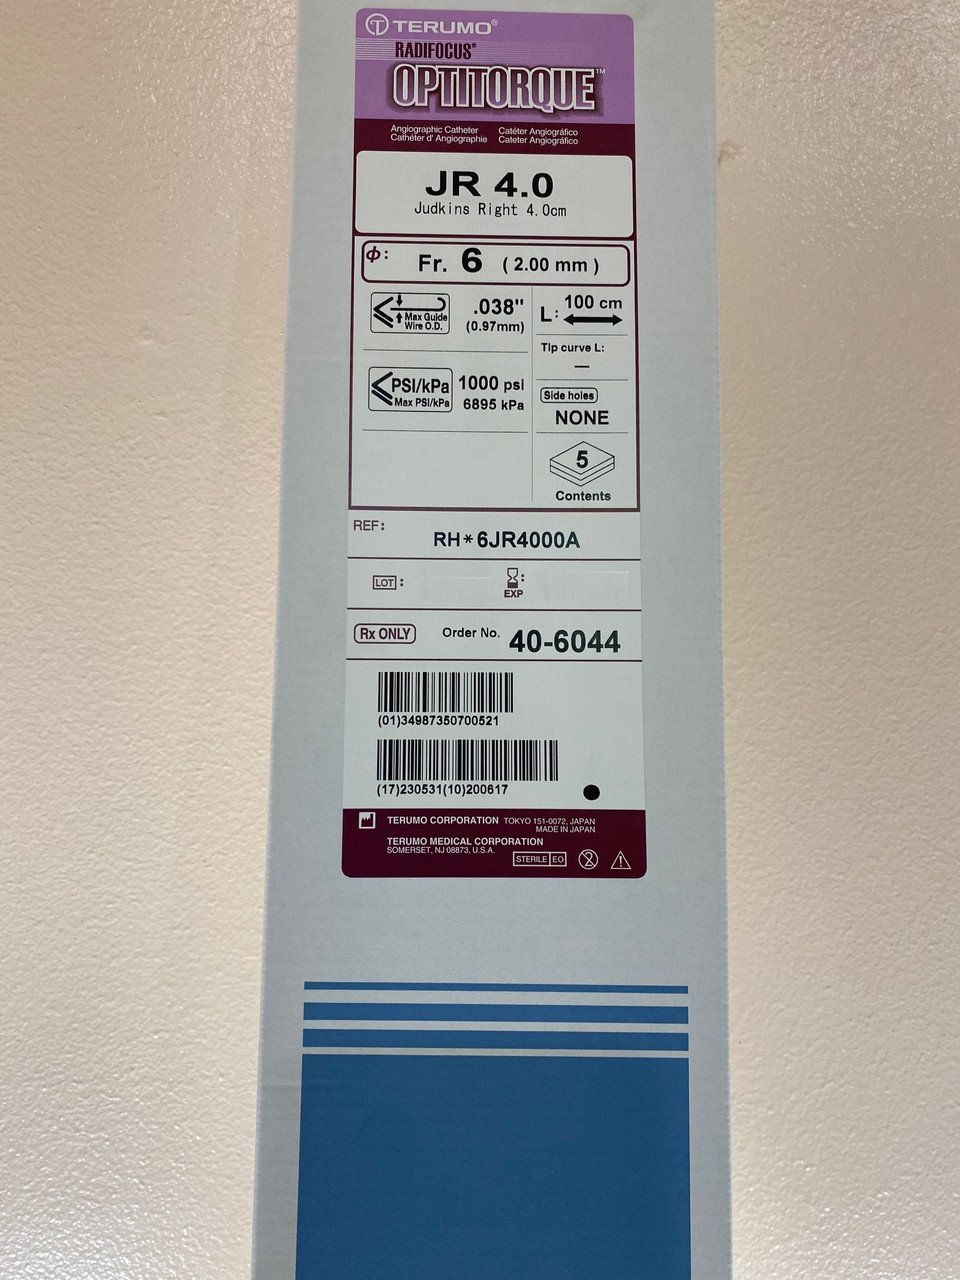 TERUMO®
RADIFOCUS®
OPTITORQUE™
Angiographic Catheter Catéter Angiográfico
Cathéter d' Angiographie Cateter Angiográfico
JR 4.0
Judkins Right 4.0cm
ϕ: Fr. 6 ( 2.00 mm )
Max Guide
Wire O.D.
.038"
(0.97mm)
L: 100 cm
Tip curve L:
—
PSI/kPa
Max PSI/kPa
1000 psi
6895 kPa
Side holes
NONE
5
Contents
REF: RH*6JR4000A
LOT : EXP :
Rx ONLY Order No. 40-6044
(01)34987350700521
(17)230531(10)200617
TERUMO CORPORATION TOKYO 151-0072, JAPAN
MADE IN JAPAN
TERUMO MEDICAL CORPORATION
SOMERSET, NJ 08873, U.S.A.
STERILE EO 2